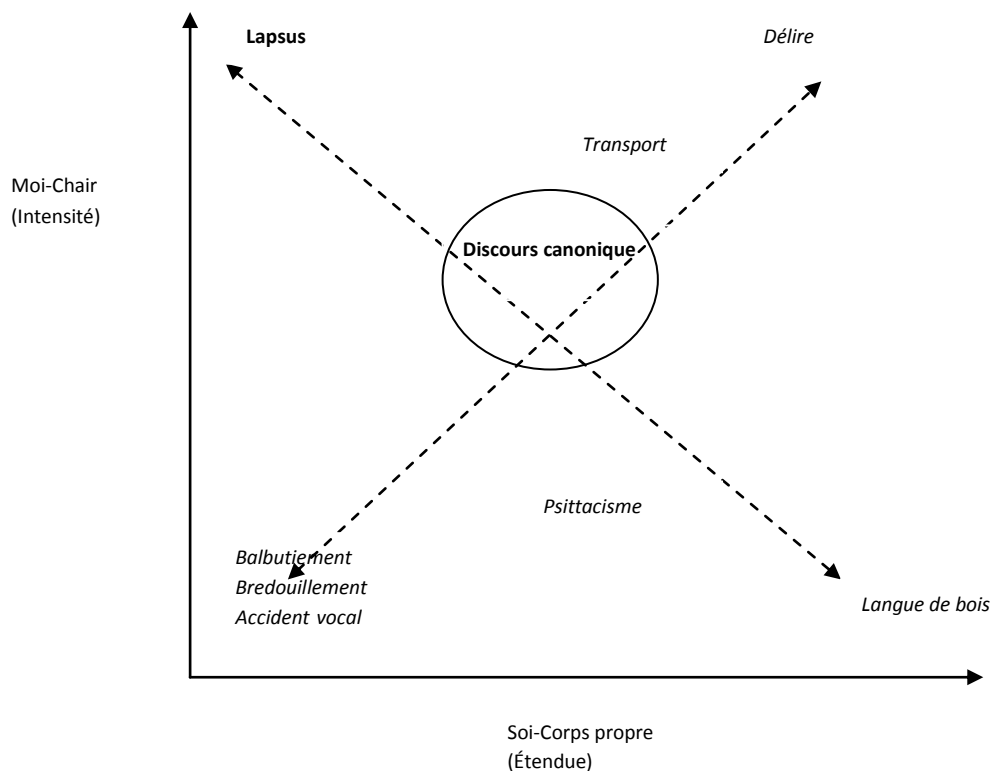 Lapsus
Délire
Transport
Moi-Chair
(Intensité)
Discours canonique
Psittacisme
Balbutiement
Bredouillement
Accident vocal
Langue de bois
Soi-Corps propre
(Étendue)